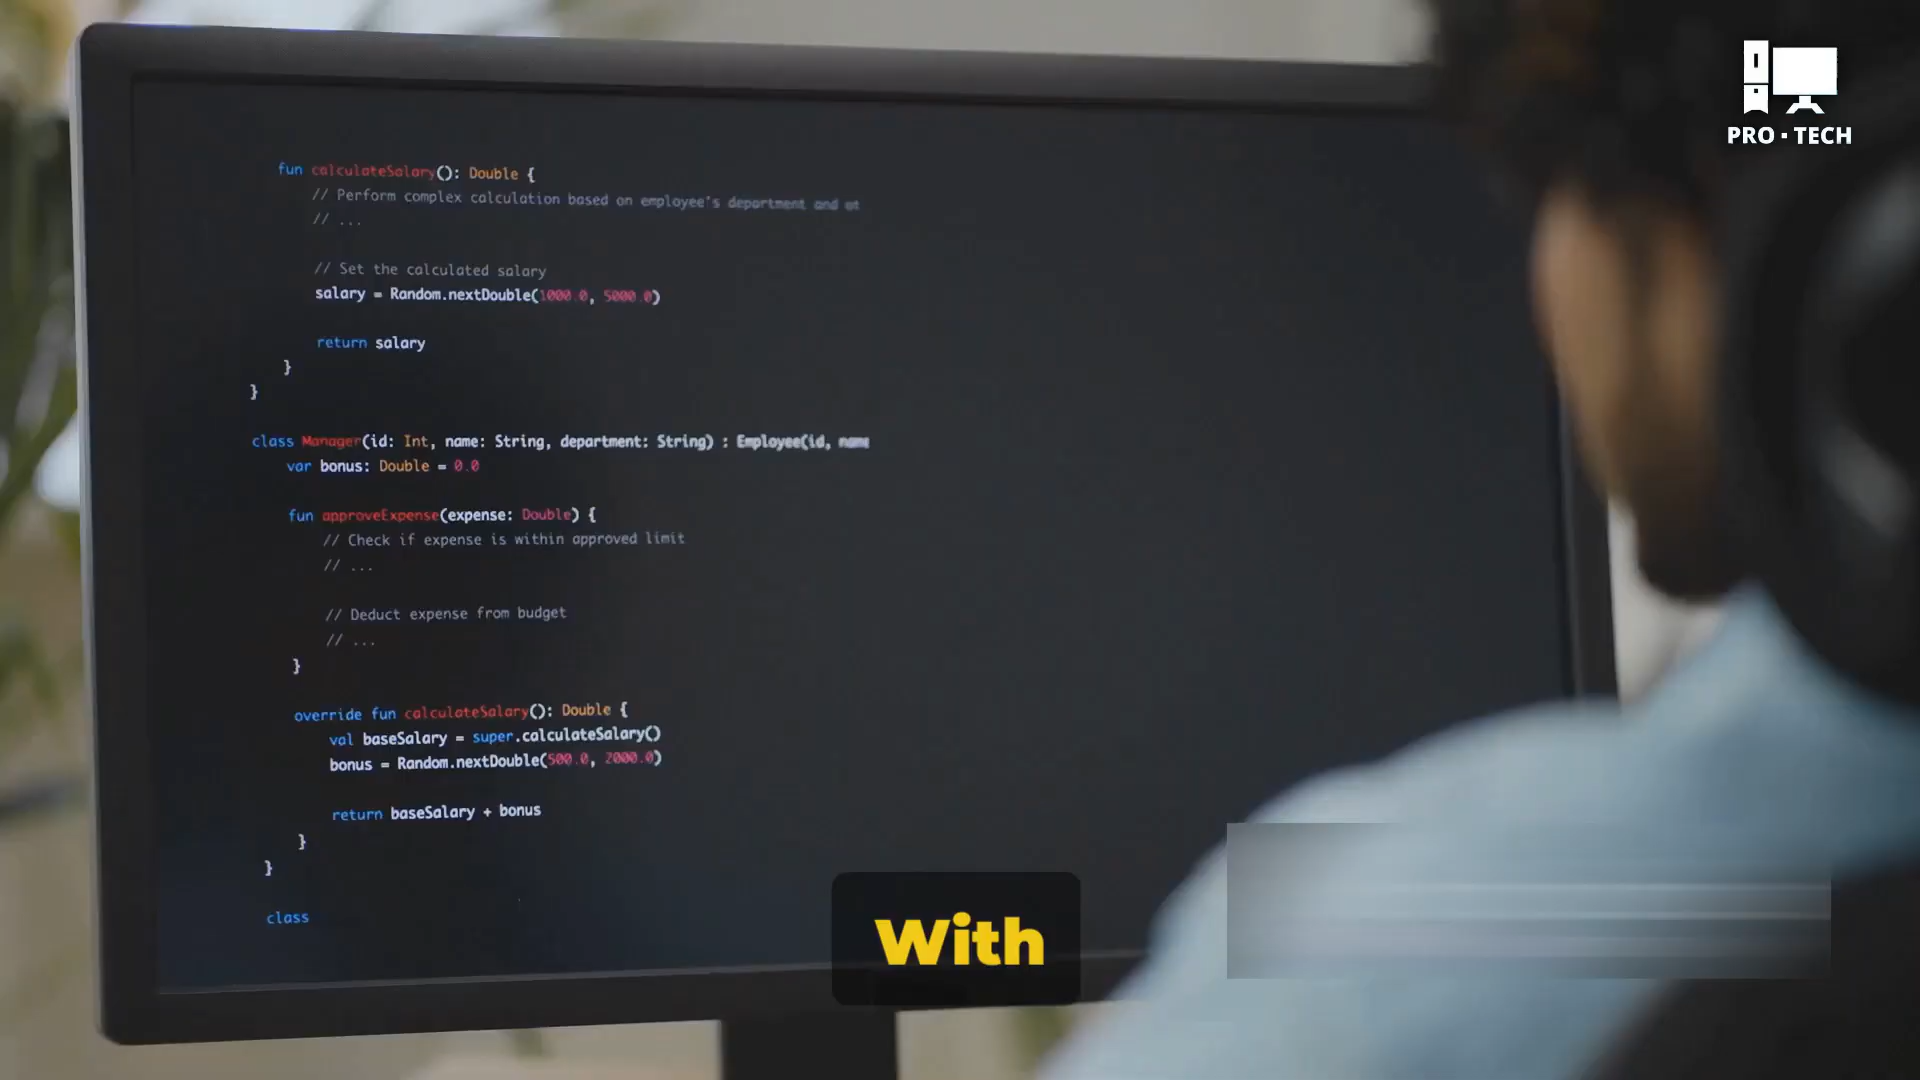 PRO·TECH
fun calculateSalary(): Double {
// Perform complex calculation based on employee's department and ot
// ...
// Set the calculated salary
salary = Random.nextDouble(1000.0, 5000.0)
return salary
}
}
class Manager(id: Int, name: String, department: String) : Employee(id, name
var bonus: Double = 0.0
fun approveExpense(expense: Double) {
// Check if expense is within approved limit
// ...
// Deduct expense from budget
// ...
}
override fun calculateSalary(): Double {
val baseSalary = super.calculateSalary()
bonus = Random.nextDouble(500.0, 2000.0)
return baseSalary + bonus
}
}
class
With